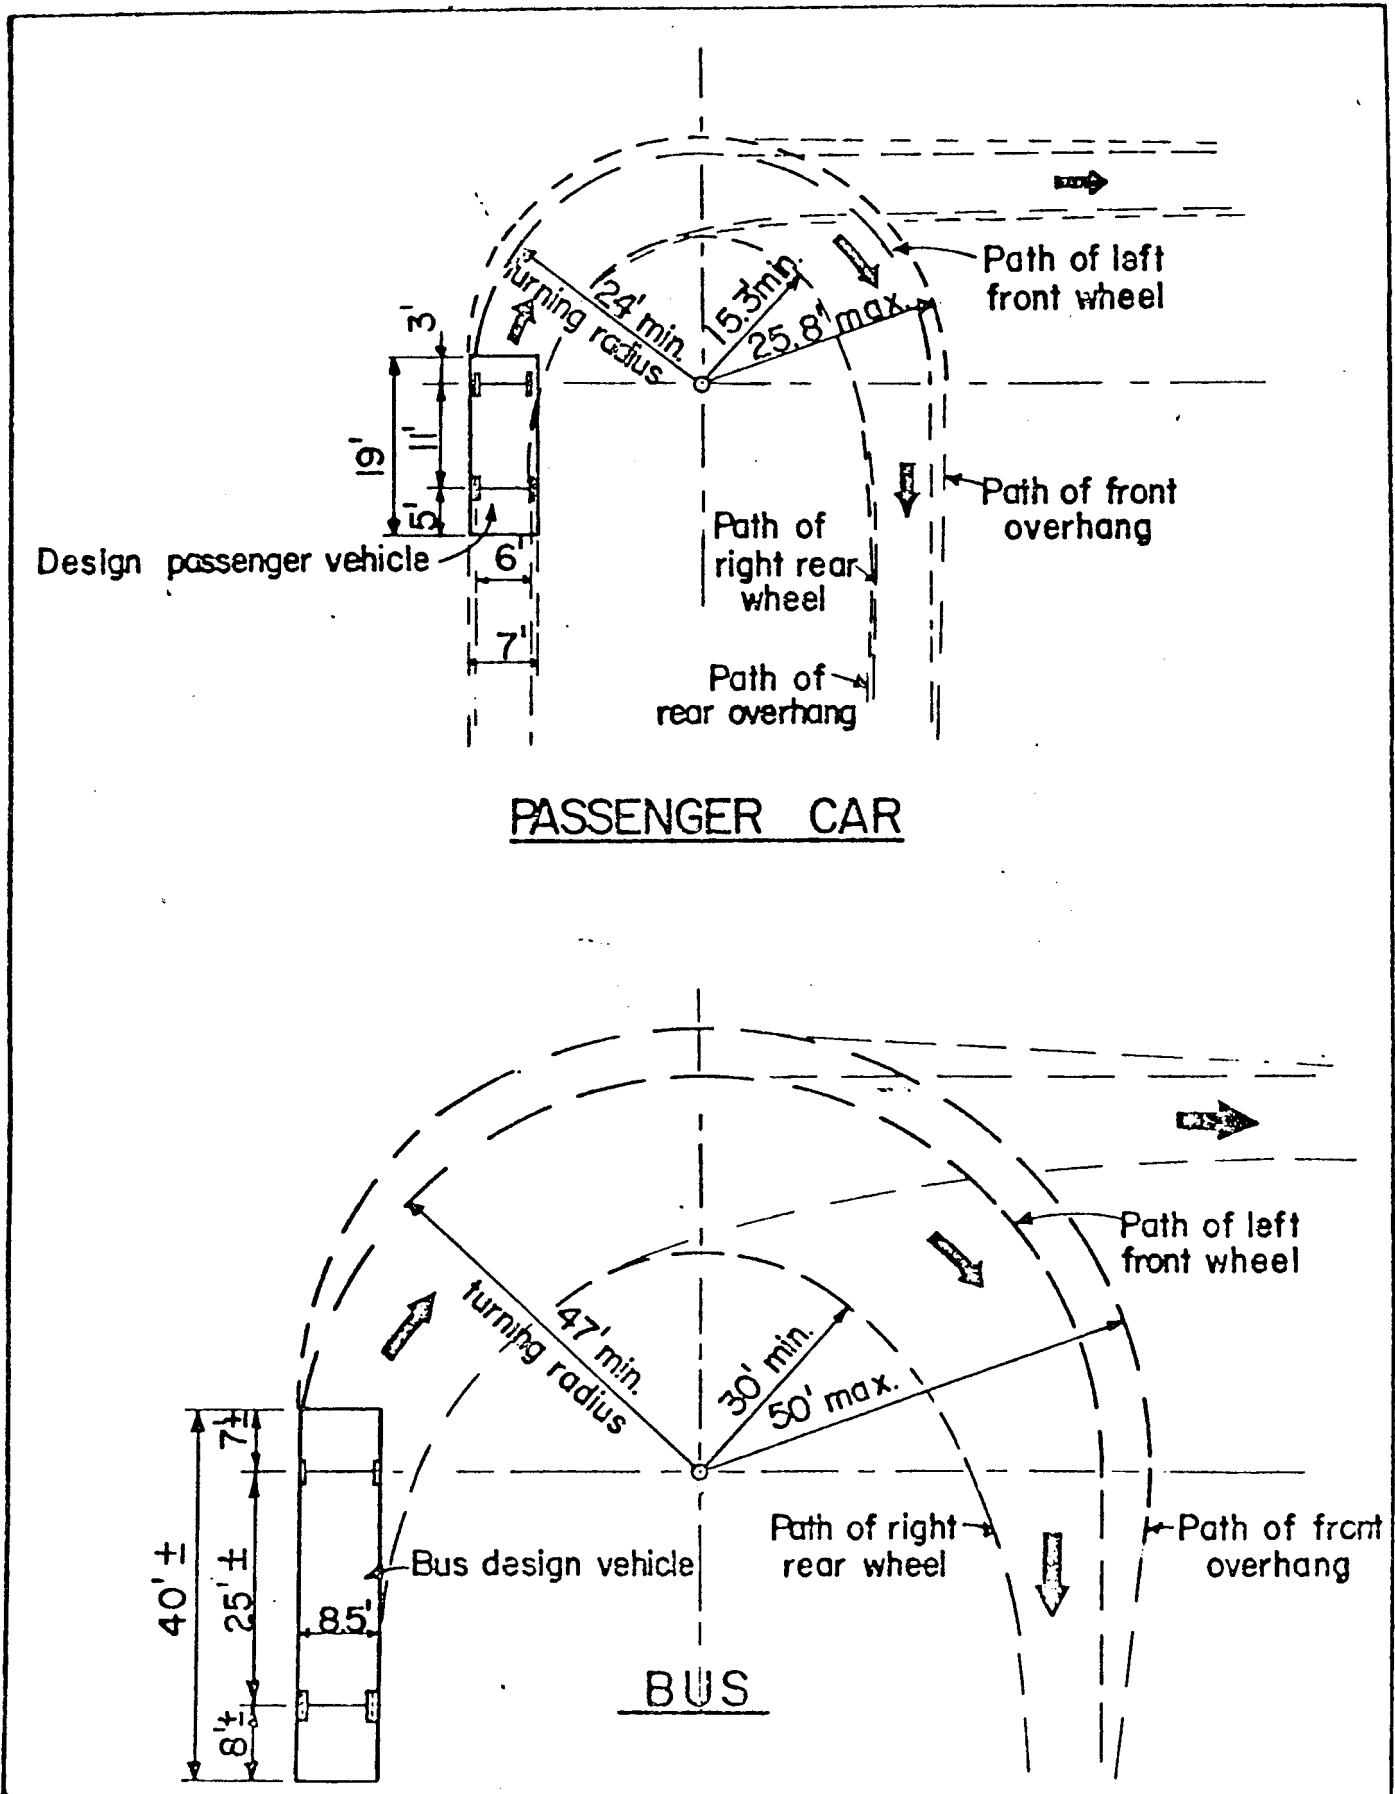 Path of left
front wheel
24' min.
turning radius
15.3' min.
25.8' max.
3'
11'
19'
5'
Path of front
overhang
Path of
right rear
wheel
Design passenger vehicle
6'
7'
Path of
rear overhang
PASSENGER CAR
Path of left
front wheel
47' min.
turning radius
30' min.
50' max.
7'±
Path of right
rear wheel
Path of front
overhang
40'±
25'±
Bus design vehicle
8.5'
8'±
BUS